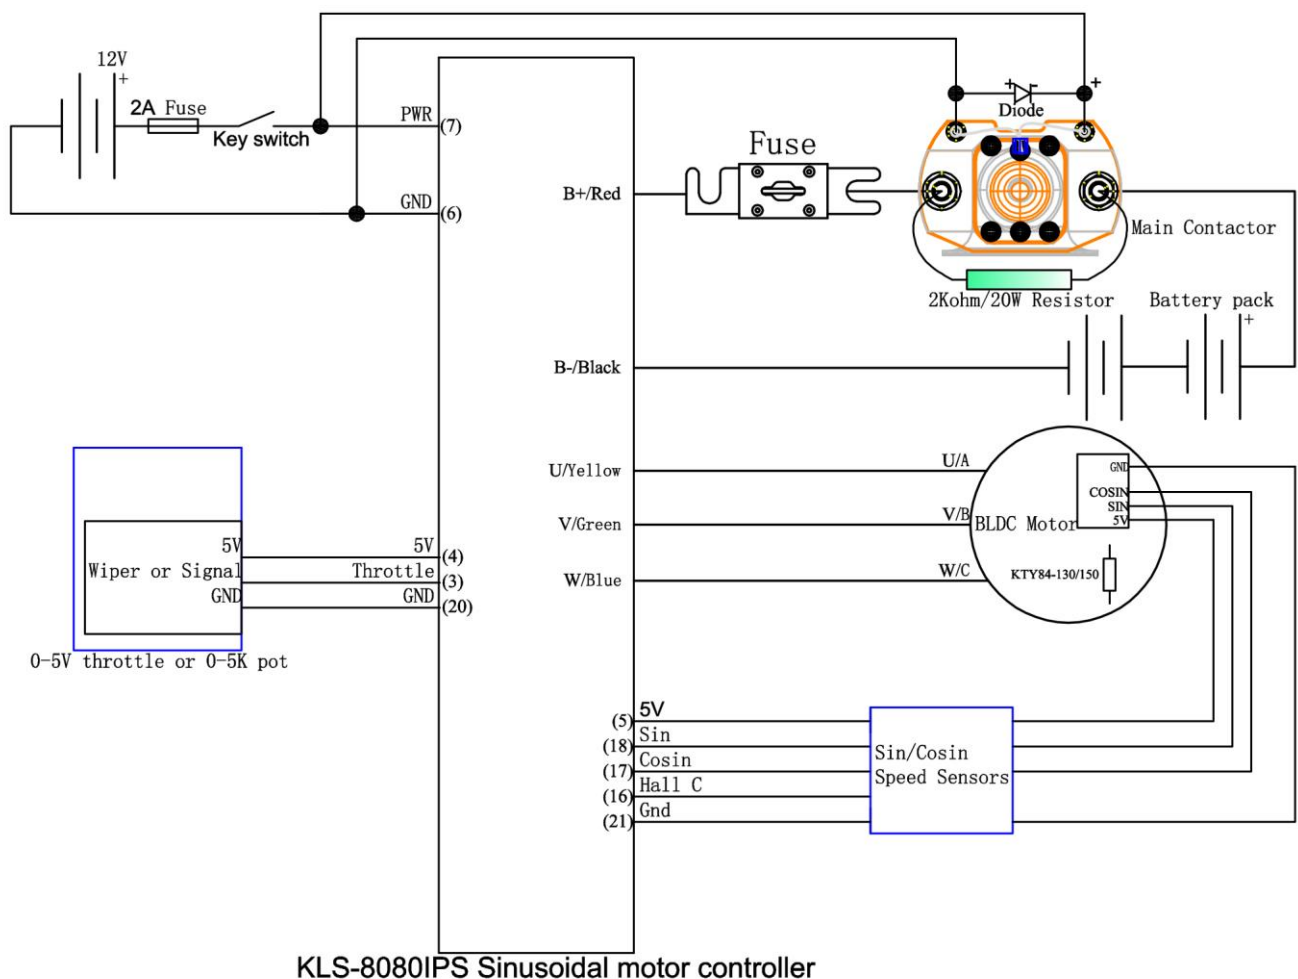 12V
+
2A Fuse
Key switch
PWR
(7)
GND
(6)
B+/Red
Fuse
+
-
+
Diode
Main Contactor
2Kohm/20W Resistor
Battery pack
+
B-/Black
U/Yellow
U/A
V/Green
V/B
W/Blue
W/C
BLDC Motor
GND
COSIN
SIN
5V
KTY84-130/150
5V
Wiper or Signal
GND
0-5V throttle or 0-5K pot
5V
(4)
Throttle
(3)
GND
(20)
(5)
5V
(18)
Sin
(17)
Cosin
(16)
Hall C
(21)
Gnd
Sin/Cosin
Speed Sensors
KLS-8080IPS Sinusoidal motor controller